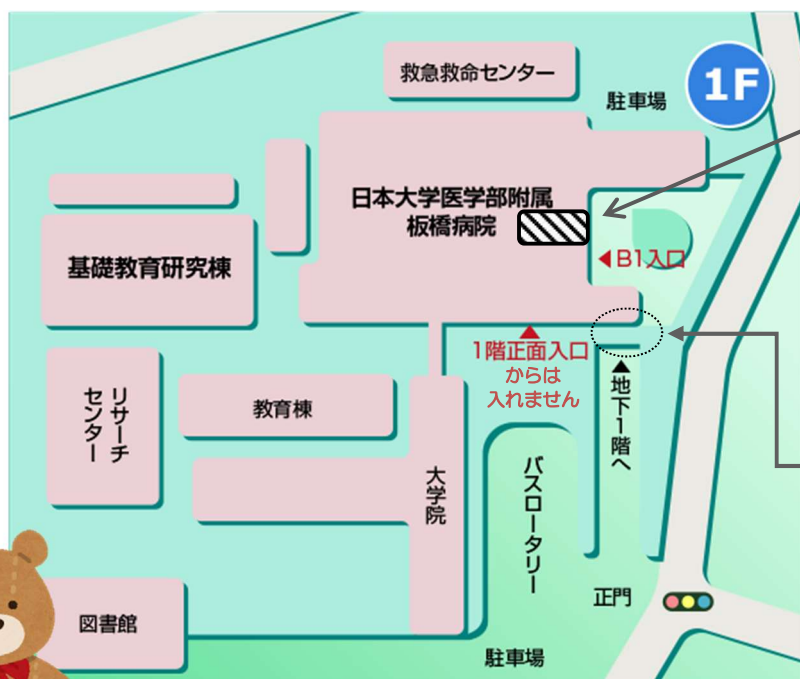 救急救命センター
1F
駐車場
日本大学医学部附属
板橋病院
基礎教育研究棟
◀B1入口
▲
1階正面入口
からは
入れません
▲地下1階へ
リサーチ
センター
教育棟
大学院
バスロータリー
正門
図書館
駐車場